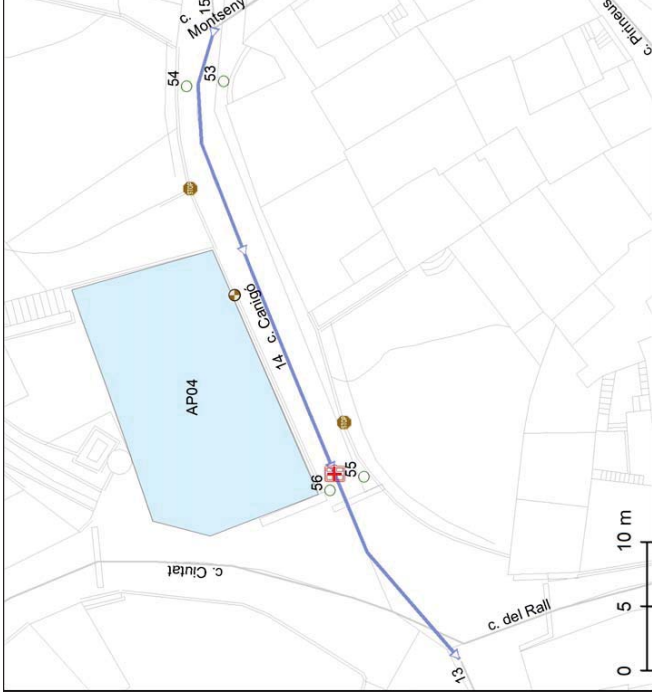 c.
Montseny
15
c. Pirineus
54
53
14 c. Canigó
AP04
56
55
c. Ciutat
c. del Rall
13
0 5 10 m